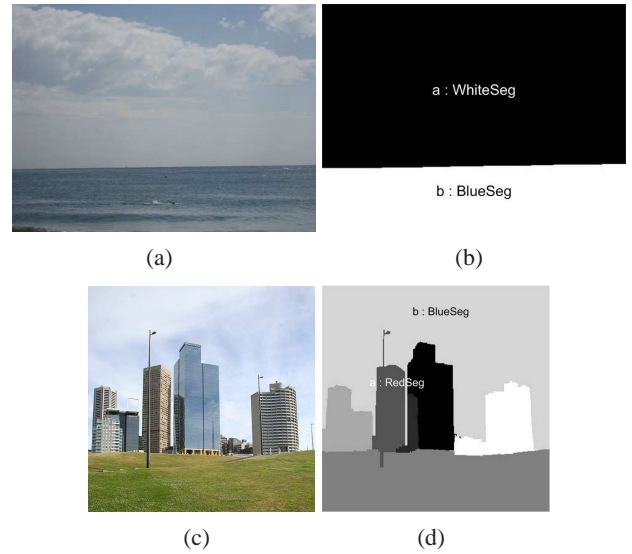 a : WhiteSeg
b : BlueSeg
(a)
(b)
b : BlueSeg
a : RedSeg
(c)
(d)